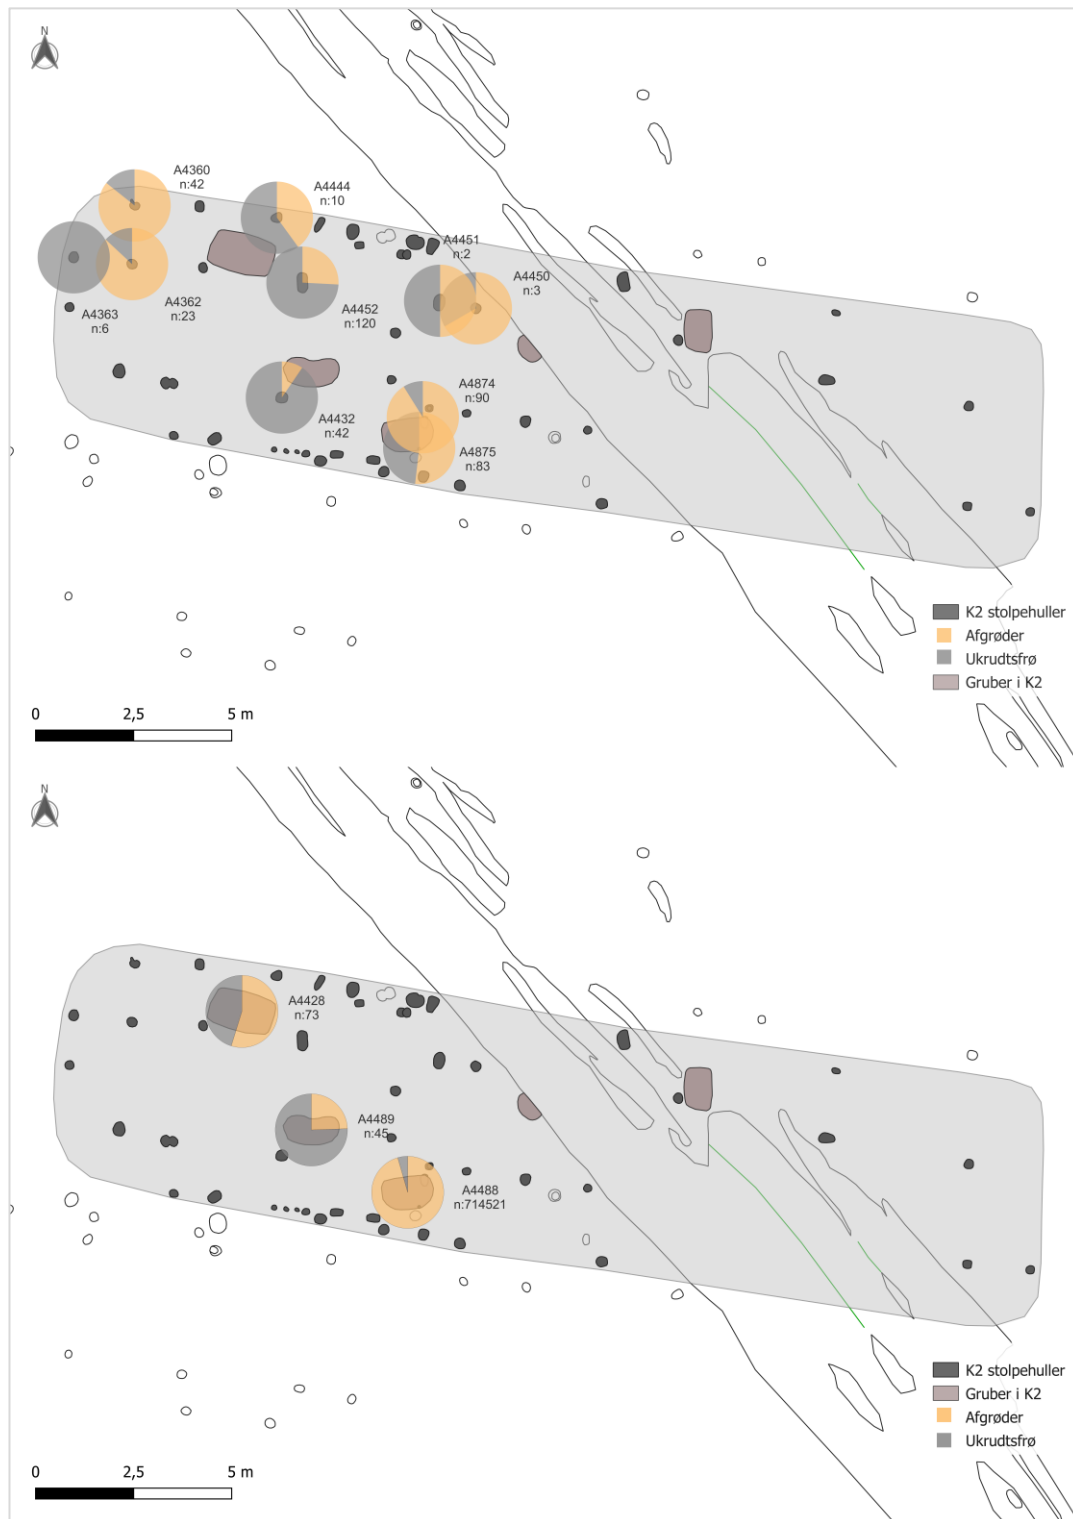 N
A4360
n:42
A4444
n:10
A4451
n:2
A4450
n:3
A4363
n:6
A4362
n:23
A4452
n:120
A4432
n:42
A4874
n:90
A4875
n:83
K2 stolpehuller
Afgrøder
Ukrudtsfrø
Gruber i K2
0 2,5 5 m
N
A4428
n:73
A4489
n:45
A4488
n:714521
K2 stolpehuller
Gruber i K2
Afgrøder
Ukrudtsfrø
0 2,5 5 m